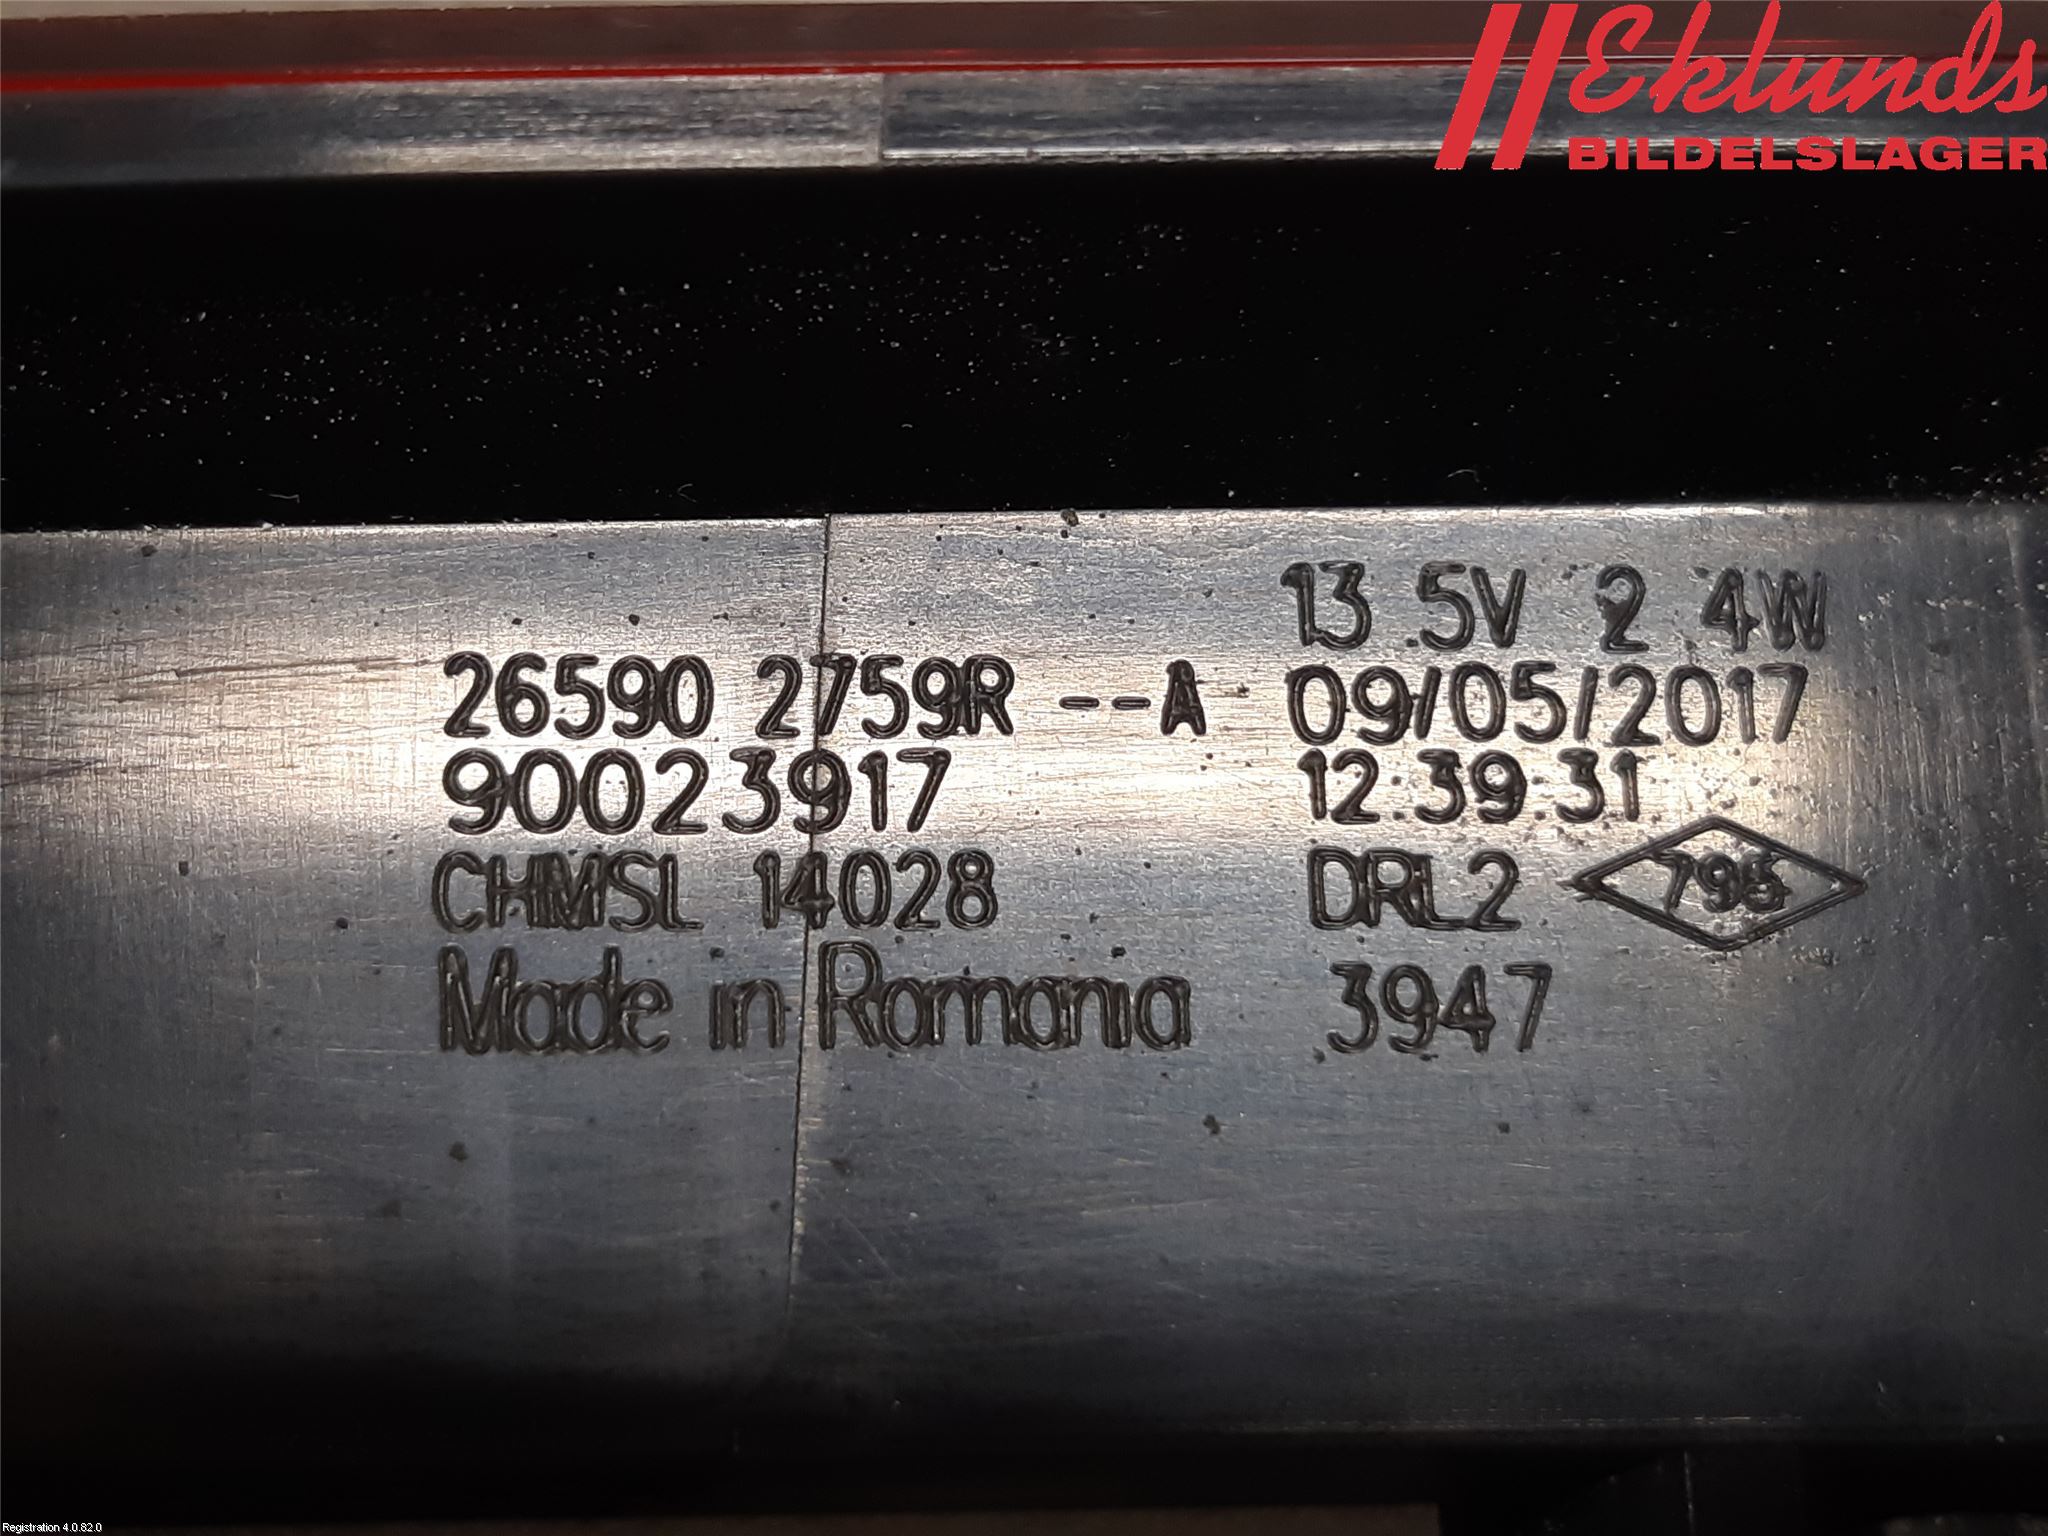 Eklunds
BILDELSLAGER
13.5V 2 4W
26590 2759R --A 09/05/2017
90023917 12:39:31
CHMSL 14028 DRL2 795
Made in Romania 3947
Registration 4.0.82.0